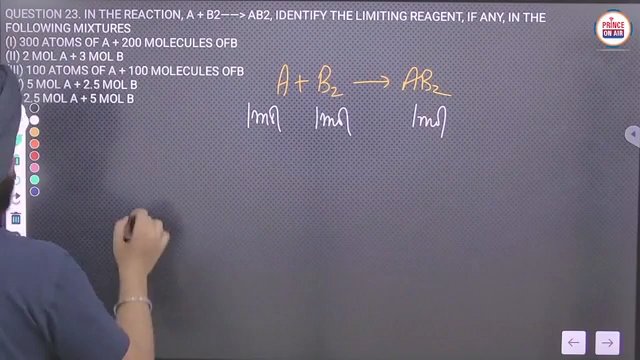 QUESTION 23. IN THE REACTION, A + B2——> AB2, IDENTIFY THE LIMITING REAGENT, IF ANY, IN THE
FOLLOWING MIXTURES
(I) 300 ATOMS OF A + 200 MOLECULES OFB
(II) 2 MOL A + 3 MOL B
100 ATOMS OF A + 100 MOLECULES OFB
5 MOL A + 2.5 MOL B
2.5 MOL A + 5 MOL B
A + B₂ → AB₂
1mol 1mol 1mol
PRINCE
ON AIR